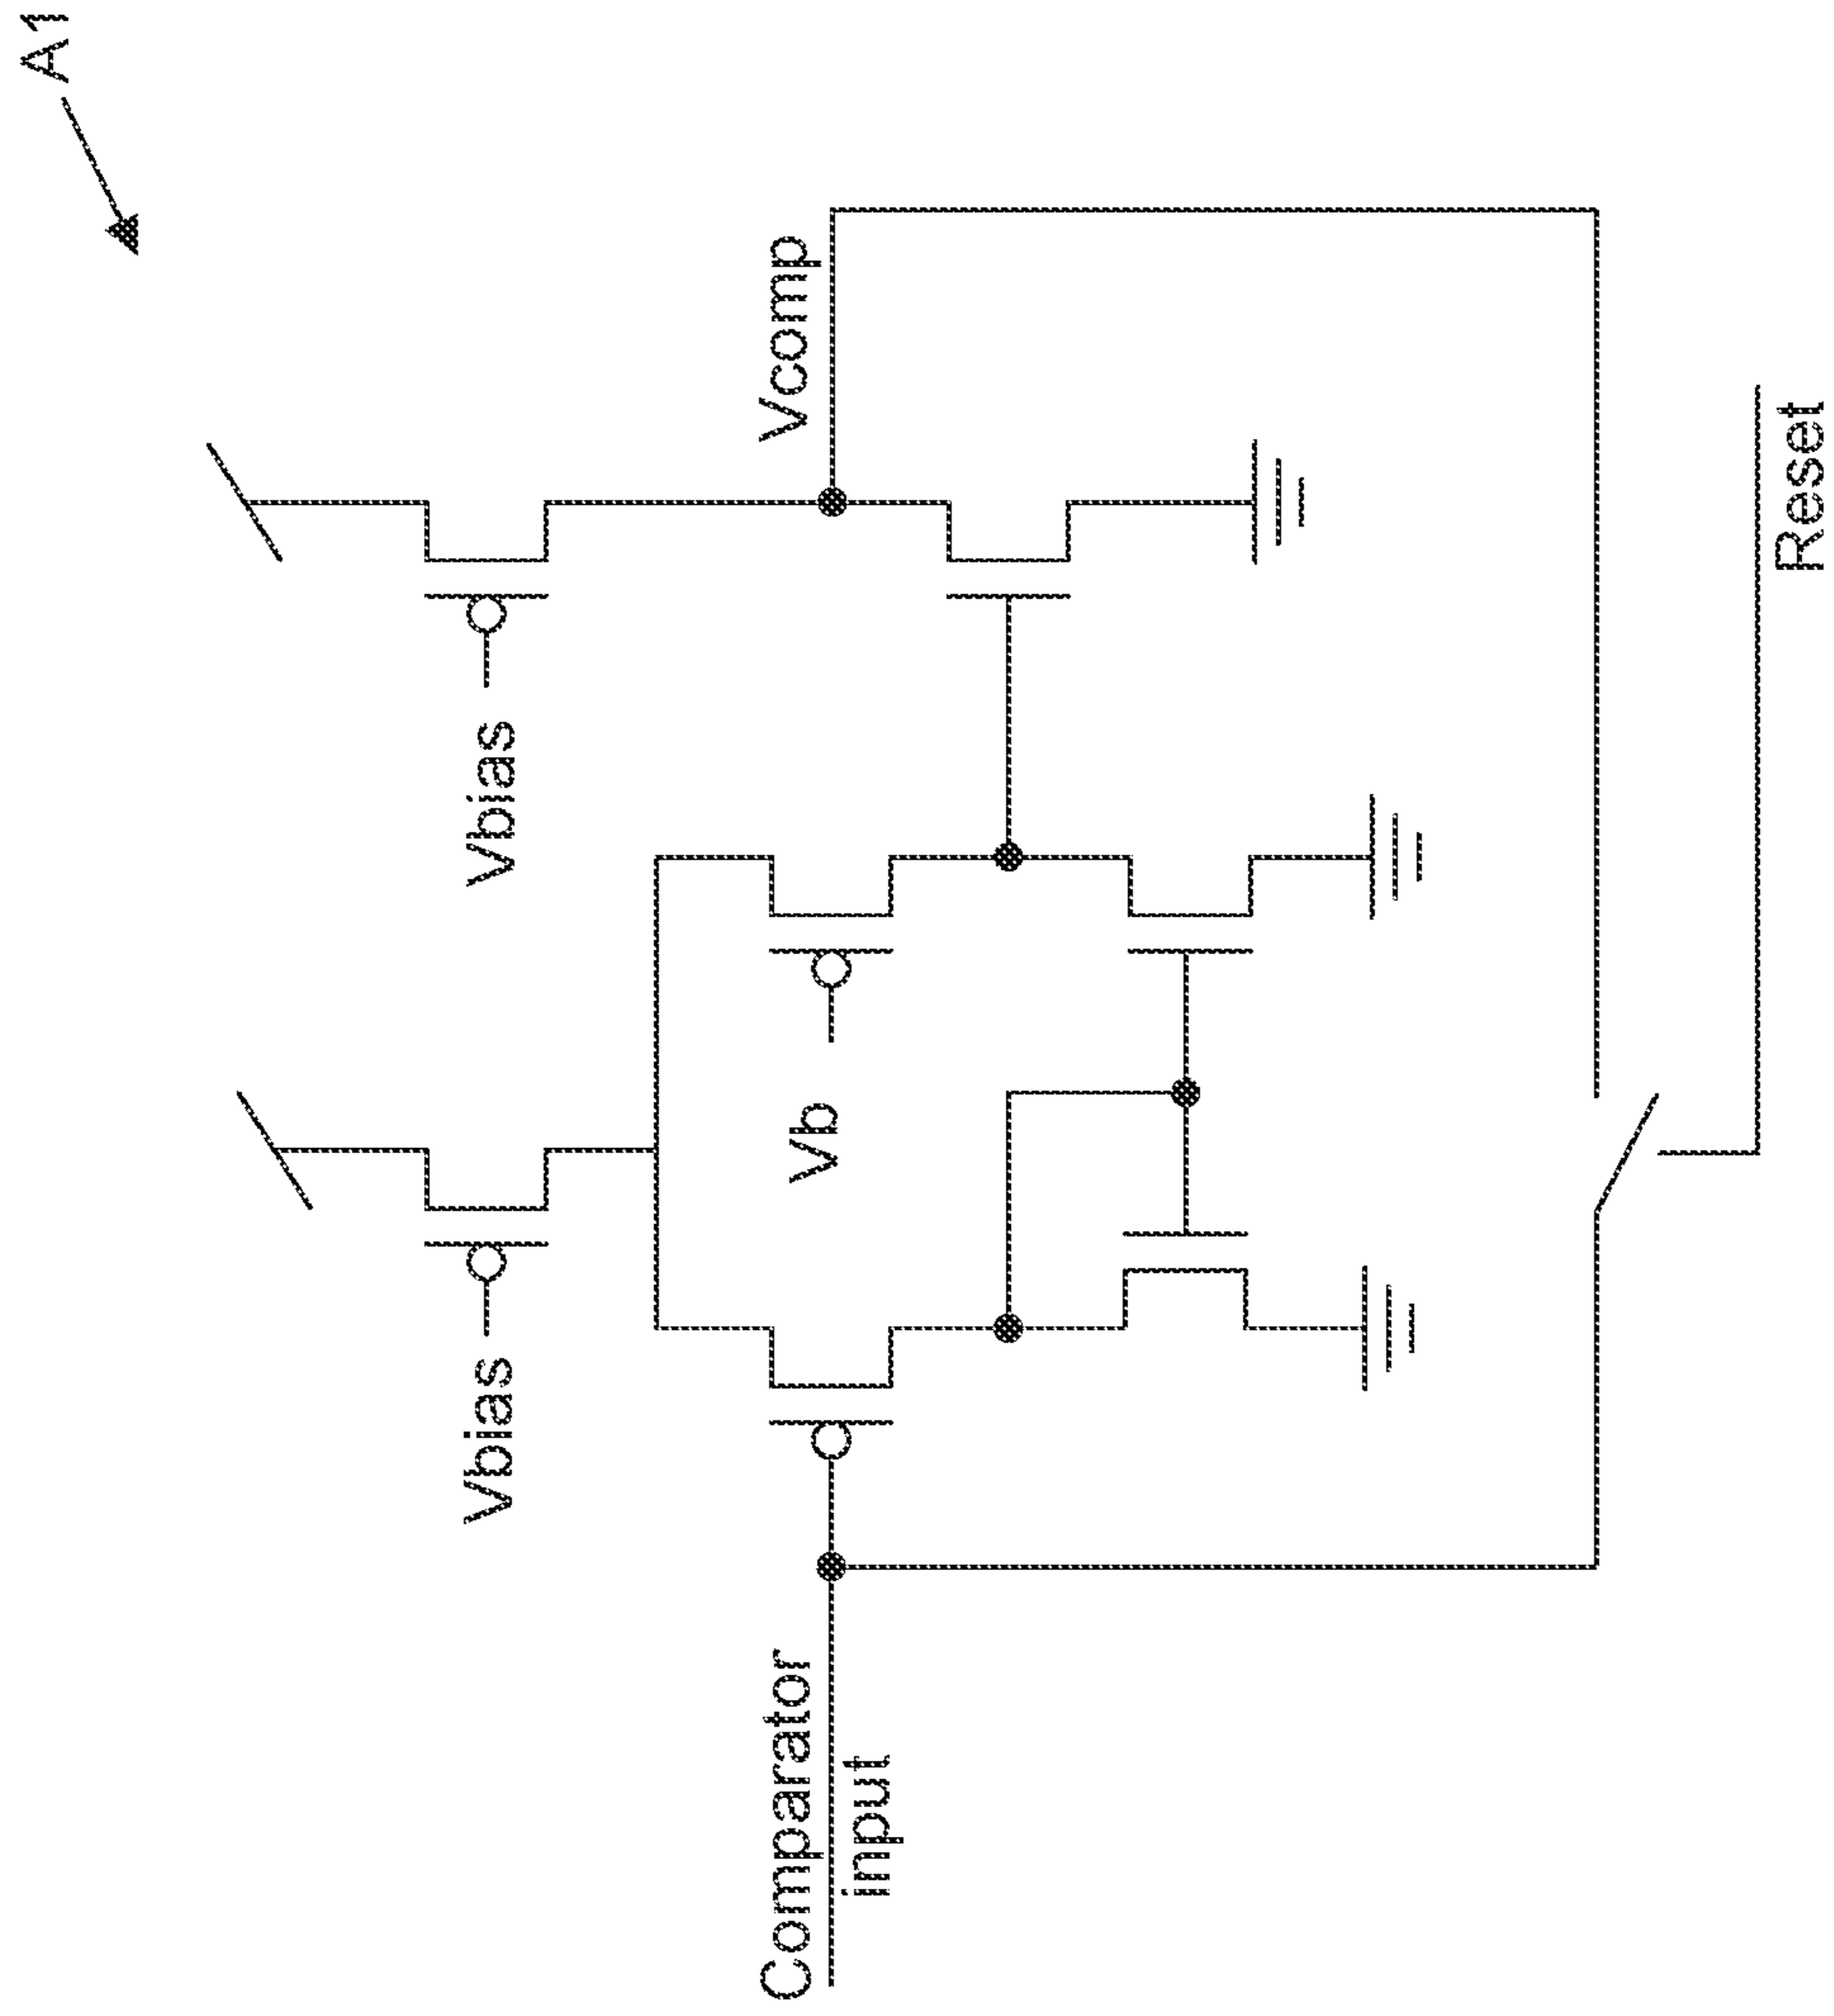 A1
Vbias
Vbias
Comparator
input
Vb
Vcomp
Reset